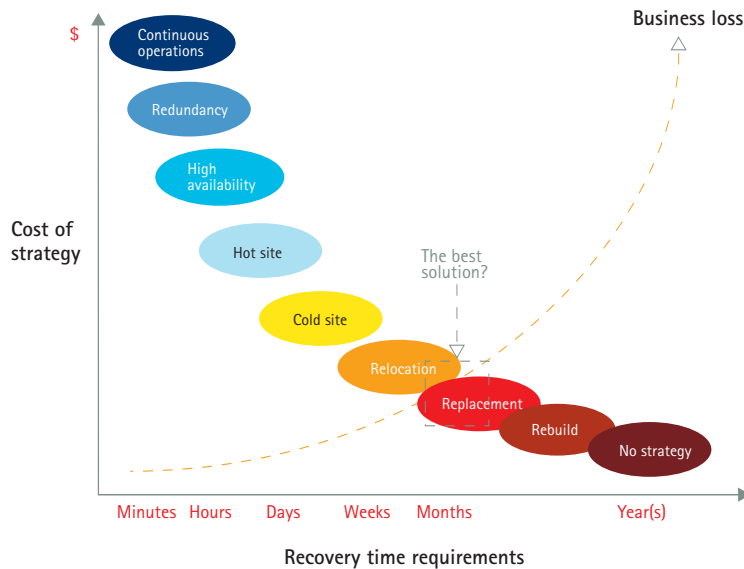 Business loss
$
Continuous
operations
Redundancy
High
availability
Cost of
strategy
Hot site
The best
solution?
Cold site
Relocation
Replacement
Rebuild
No strategy
Minutes
Hours
Days
Weeks
Months
Year(s)
Recovery time requirements